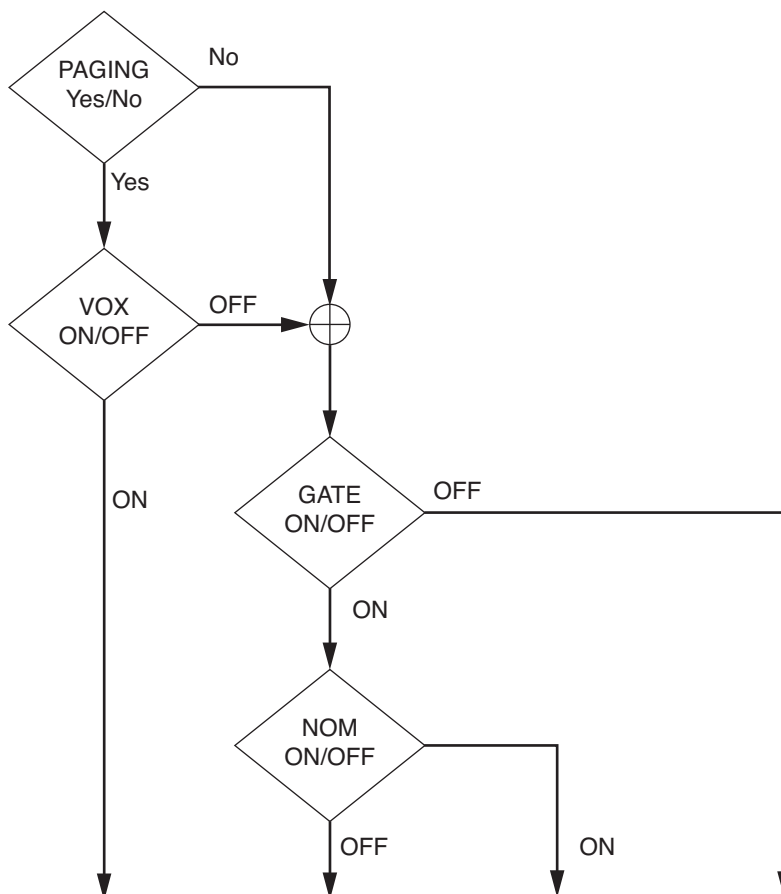 PAGING
Yes/No
No
Yes
VOX
ON/OFF
OFF
ON
GATE
ON/OFF
OFF
ON
NOM
ON/OFF
OFF
ON